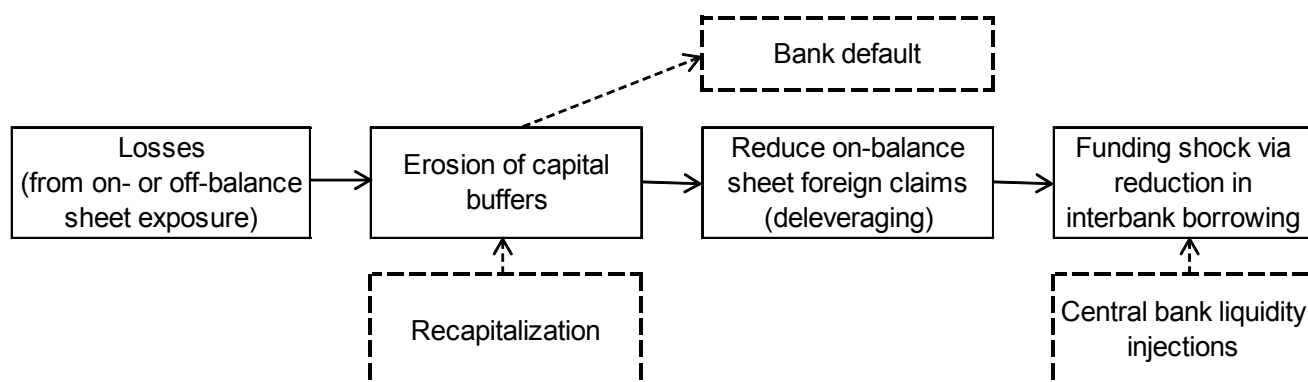 Bank default
Losses
(from on- or off-balance
sheet exposure)
Erosion of capital
buffers
Reduce on-balance
sheet foreign claims
(deleveraging)
Funding shock via
reduction in
interbank borrowing
Recapitalization
Central bank liquidity
injections